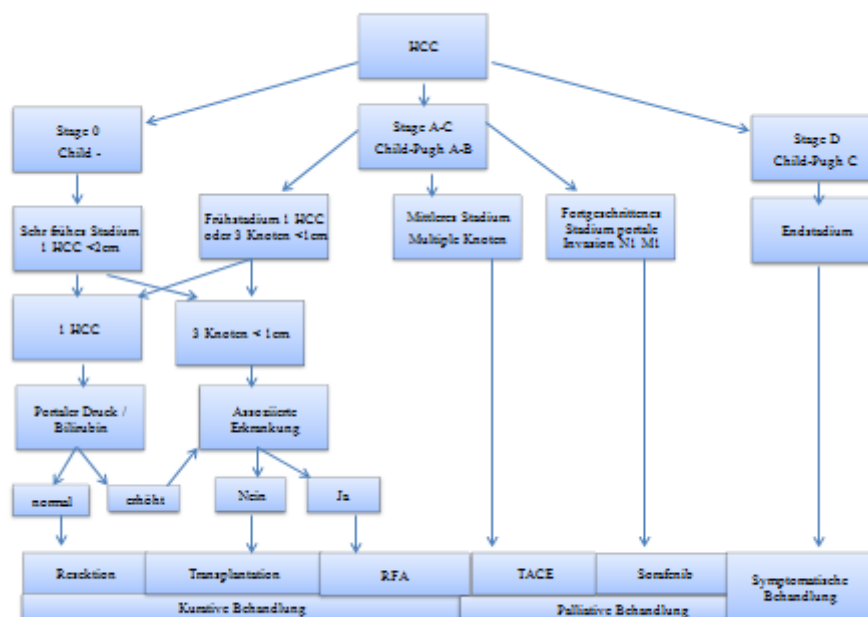 HCC
Stage 0
Child -
Stage A-C
Child-Pugh A-B
Stage D
Child-Pugh C
Sehr frühes Stadium
1 HCC <2cm
Frühstadium 1 HCC
oder 3 Knoten <1cm
Mittleres Stadium
Multiple Knoten
Fortgeschrittenes
Stadium portale
Invasion N1 M1
Endstadium
1 HCC
3 Knoten < 1cm
Portaler Druck /
Bilirubin
Assoziierte
Erkrankung
normal
erhöht
Nein
Ja
Resektion
Transplantation
RFA
TACE
Sorafenib
Symptomatische
Behandlung
Kurative Behandlung
Palliative Behandlung